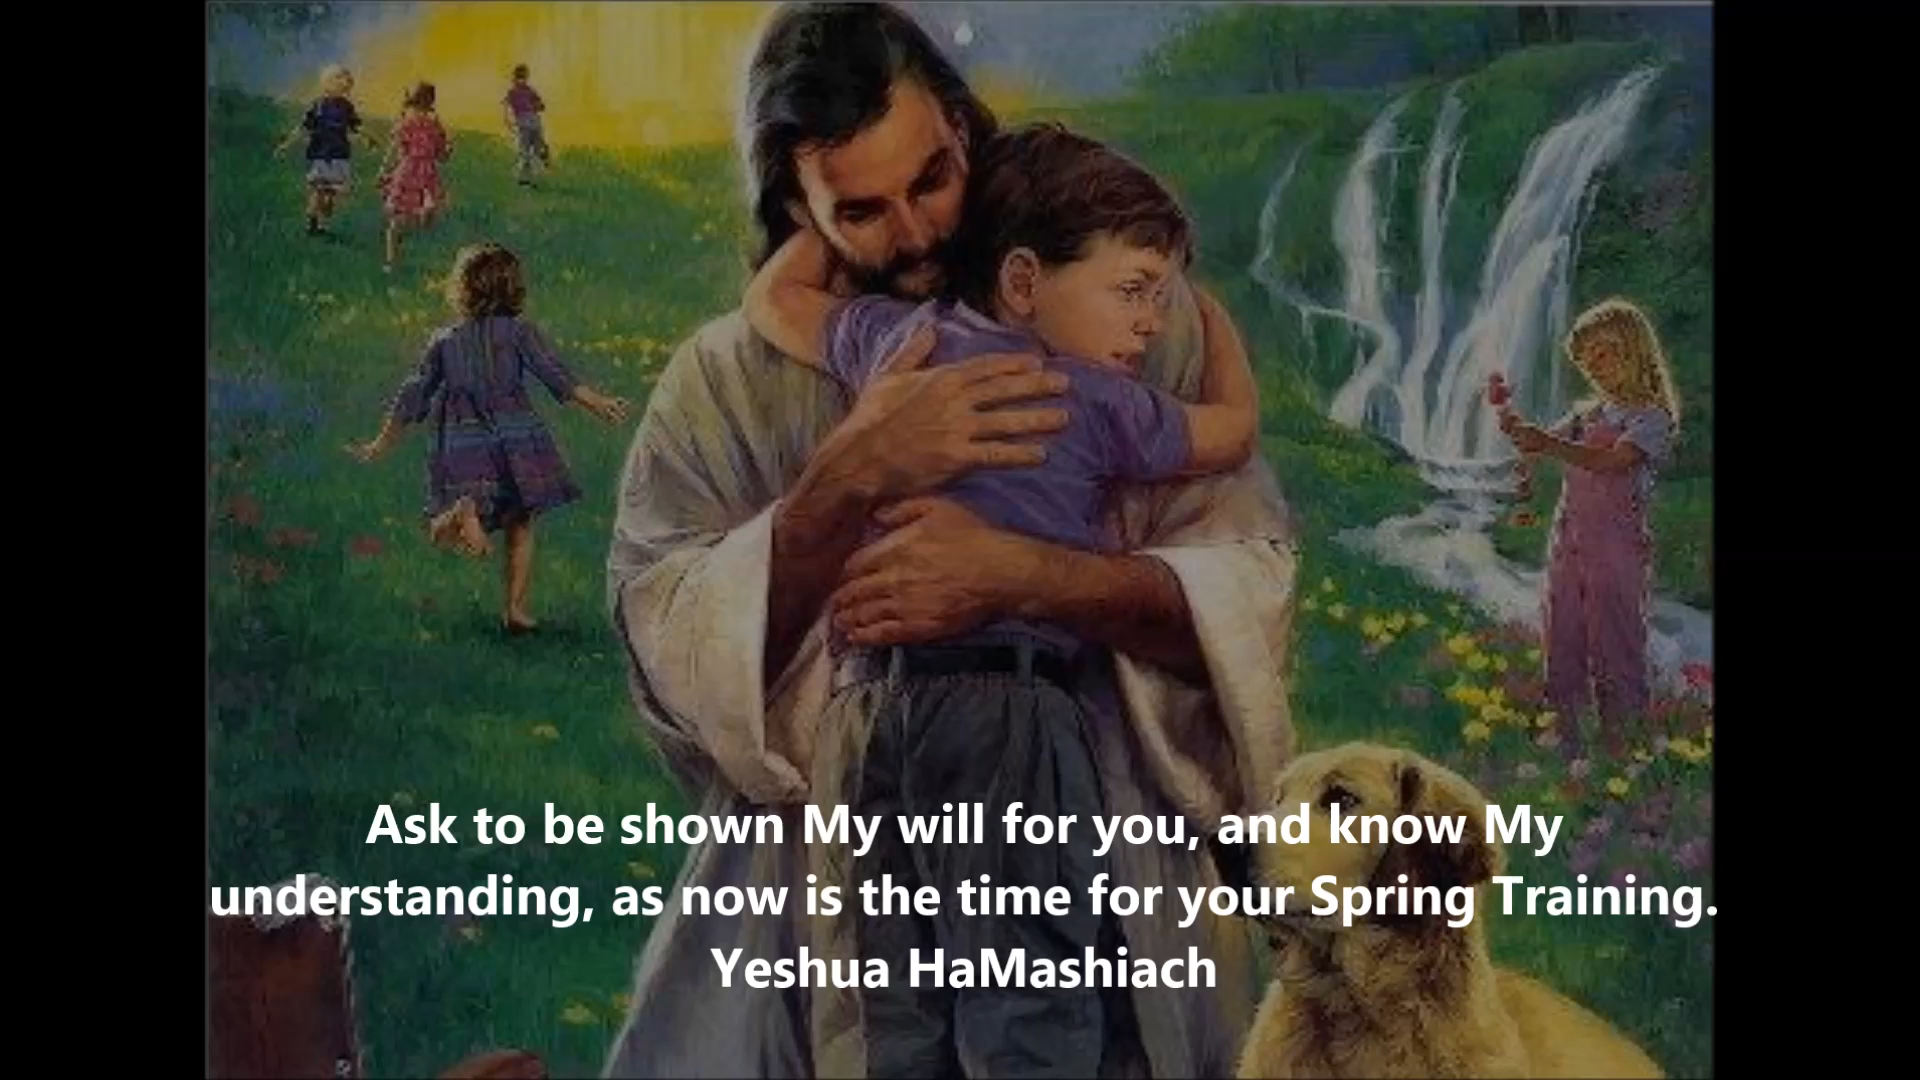 Ask to be shown My will for you, and know My
understanding, as now is the time for your Spring Training.
Yeshua HaMashiach